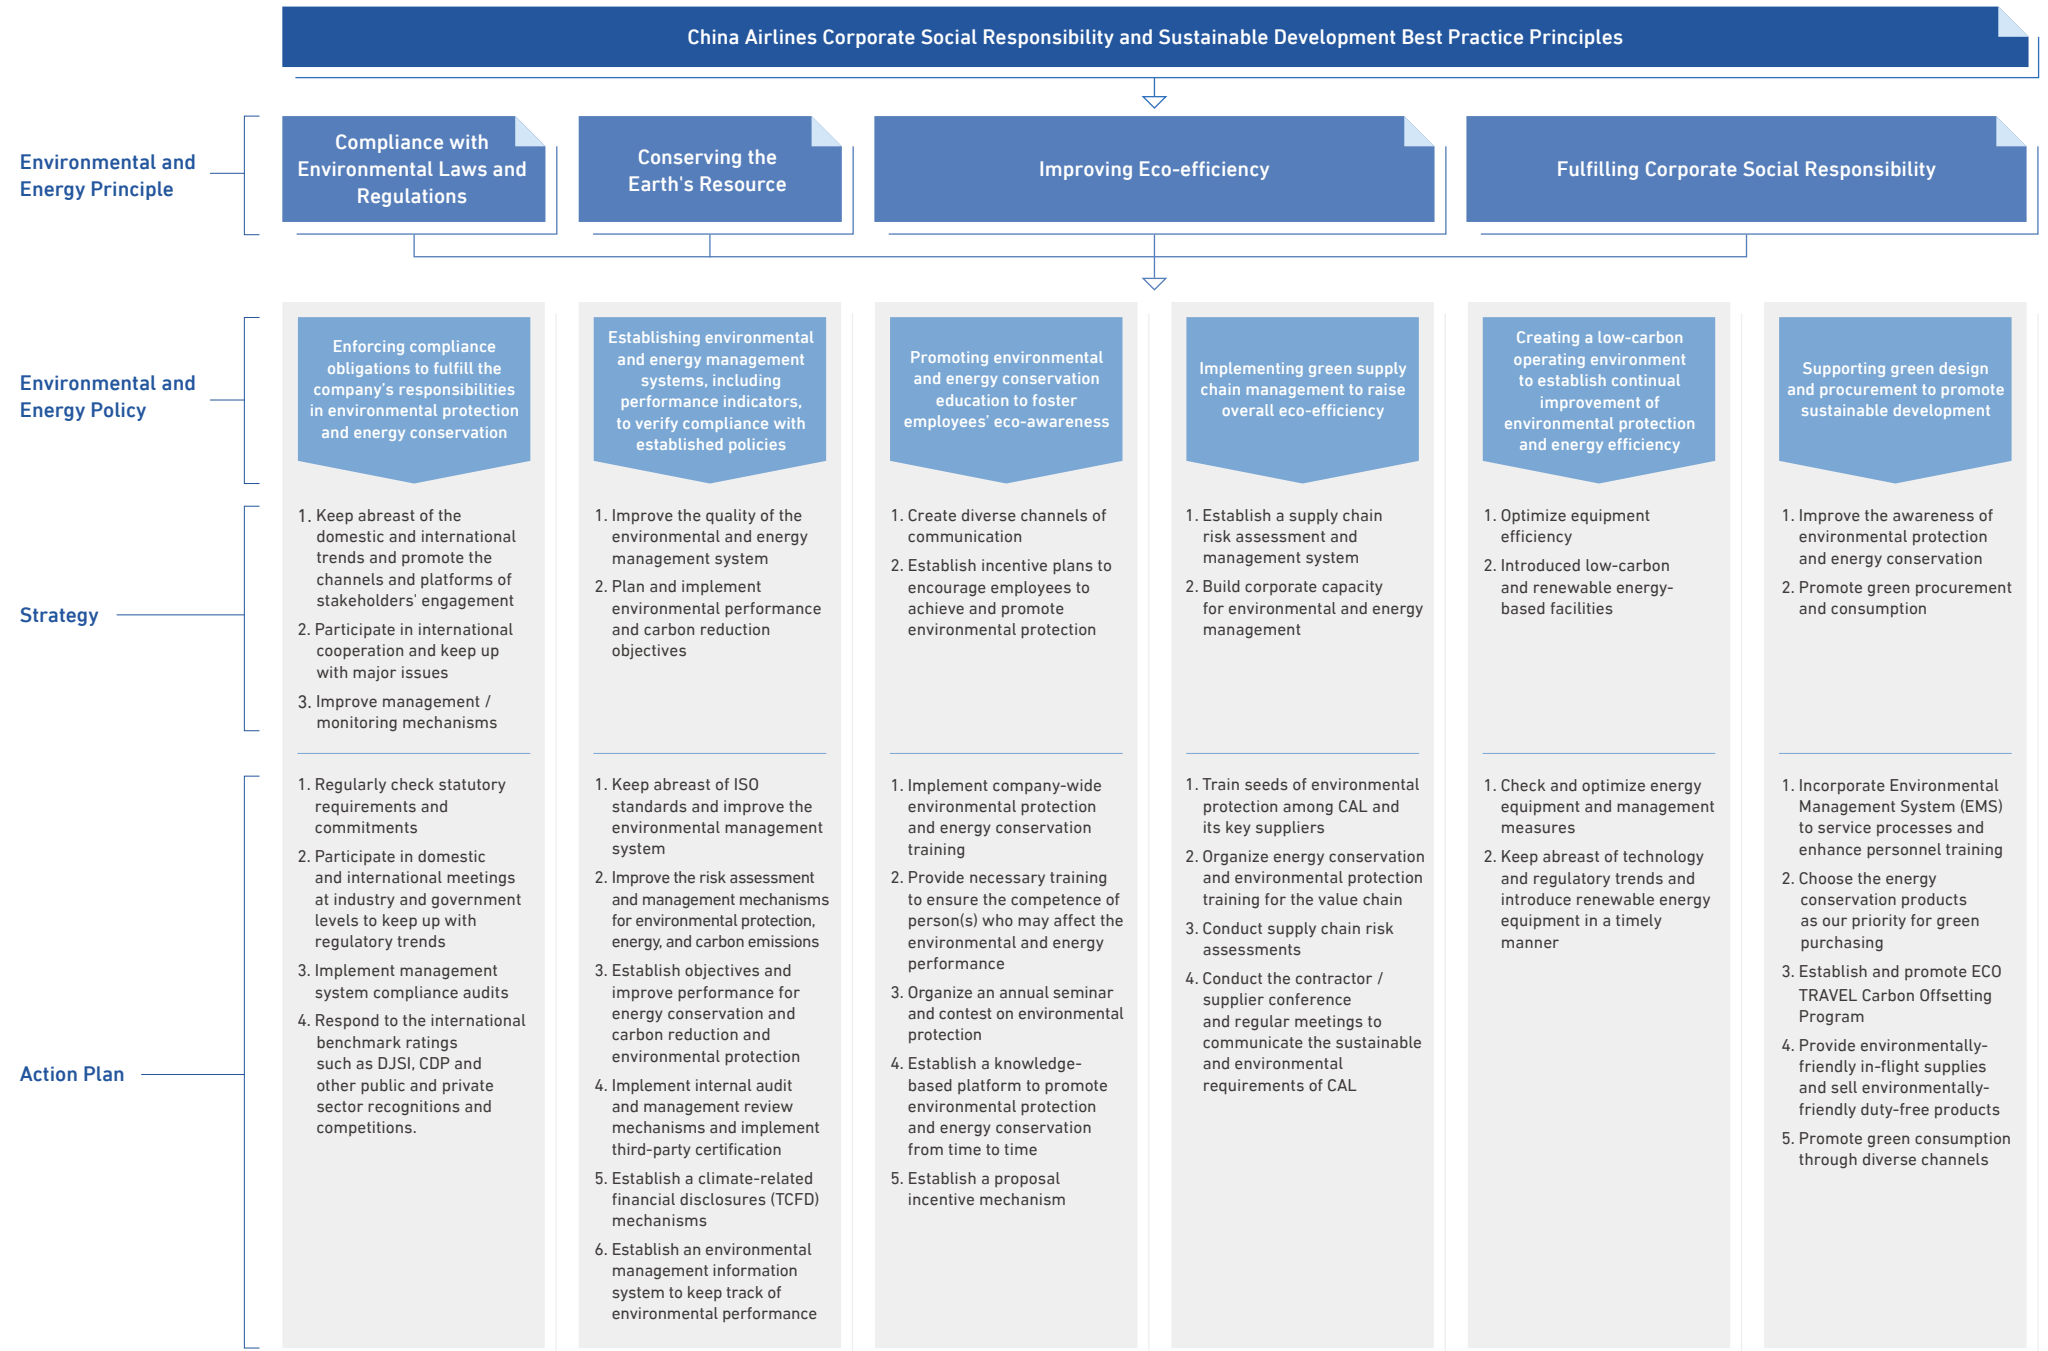 China Airlines Corporate Social Responsibility and Sustainable Development Best Practice Principles
Environmental and
Energy Principle
Compliance with
Environmental Laws and
Regulations
Conserving the
Earth's Resource
Improving Eco-efficiency
Fulfilling Corporate Social Responsibility
Environmental and
Energy Policy
Enforcing compliance
obligations to fulfill the
company's responsibilities
in environmental protection
and energy conservation
Establishing environmental
and energy management
systems, including
performance indicators,
to verify compliance with
established policies
Promoting environmental
and energy conservation
education to foster
employees' eco-awareness
Implementing green supply
chain management to raise
overall eco-efficiency
Creating a low-carbon
operating environment
to establish continual
improvement of
environmental protection
and energy efficiency
Supporting green design
and procurement to promote
sustainable development
Strategy
1. Keep abreast of the
domestic and international
trends and promote the
channels and platforms of
stakeholders' engagement
2. Participate in international
cooperation and keep up
with major issues
3. Improve management /
monitoring mechanisms
1. Improve the quality of the
environmental and energy
management system
2. Plan and implement
environmental performance
and carbon reduction
objectives
1. Create diverse channels of
communication
2. Establish incentive plans to
encourage employees to
achieve and promote
environmental protection
1. Establish a supply chain
risk assessment and
management system
2. Build corporate capacity
for environmental and energy
management
1. Optimize equipment
efficiency
2. Introduced low-carbon
and renewable energy-
based facilities
1. Improve the awareness of
environmental protection
and energy conservation
2. Promote green procurement
and consumption
Action Plan
1. Regularly check statutory
requirements and
commitments
2. Participate in domestic
and international meetings
at industry and government
levels to keep up with
regulatory trends
3. Implement management
system compliance audits
4. Respond to the international
benchmark ratings
such as DJSI, CDP and
other public and private
sector recognitions and
competitions.
1. Keep abreast of ISO
standards and improve the
environmental management
system
2. Improve the risk assessment
and management mechanisms
for environmental protection,
energy, and carbon emissions
3. Establish objectives and
improve performance for
energy conservation and
carbon reduction and
environmental protection
4. Implement internal audit
and management review
mechanisms and implement
third-party certification
5. Establish a climate-related
financial disclosures (TCFD)
mechanisms
6. Establish an environmental
management information
system to keep track of
environmental performance
1. Implement company-wide
environmental protection
and energy conservation
training
2. Provide necessary training
to ensure the competence of
person(s) who may affect the
environmental and energy
performance
3. Organize an annual seminar
and contest on environmental
protection
4. Establish a knowledge-
based platform to promote
environmental protection
and energy conservation
from time to time
5. Establish a proposal
incentive mechanism
1. Train seeds of environmental
protection among CAL and
its key suppliers
2. Organize energy conservation
and environmental protection
training for the value chain
3. Conduct supply chain risk
assessments
4. Conduct the contractor /
supplier conference
and regular meetings to
communicate the sustainable
and environmental
requirements of CAL
1. Check and optimize energy
equipment and management
measures
2. Keep abreast of technology
and regulatory trends and
introduce renewable energy
equipment in a timely
manner
1. Incorporate Environmental
Management System (EMS)
to service processes and
enhance personnel training
2. Choose the energy
conservation products
as our priority for green
purchasing
3. Establish and promote ECO
TRAVEL Carbon Offsetting
Program
4. Provide environmentally-
friendly in-flight supplies
and sell environmentally-
friendly duty-free products
5. Promote green consumption
through diverse channels